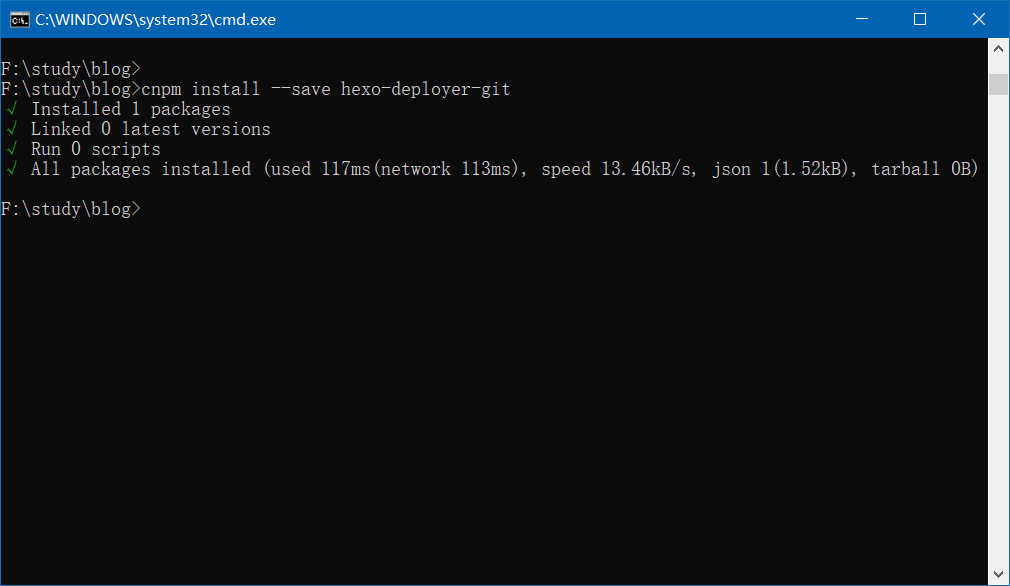 C:\WINDOWS\system32\cmd.exe
F:\study\blog>
F:\study\blog>cnpm install --save hexo-deployer-git
√ Installed 1 packages
√ Linked 0 latest versions
√ Run 0 scripts
√ All packages installed (used 117ms(network 113ms), speed 13.46kB/s, json 1(1.52kB), tarball 0B)
F:\study\blog>